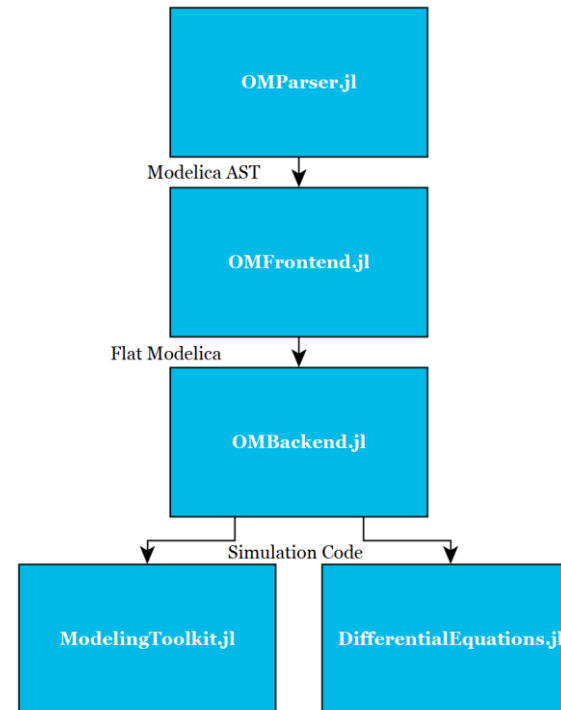 OMParser.jl
Modelica AST
OMFrontend.jl
Flat Modelica
OMBackend.jl
Simulation Code
ModelingToolkit.jl
DifferentialEquations.jl